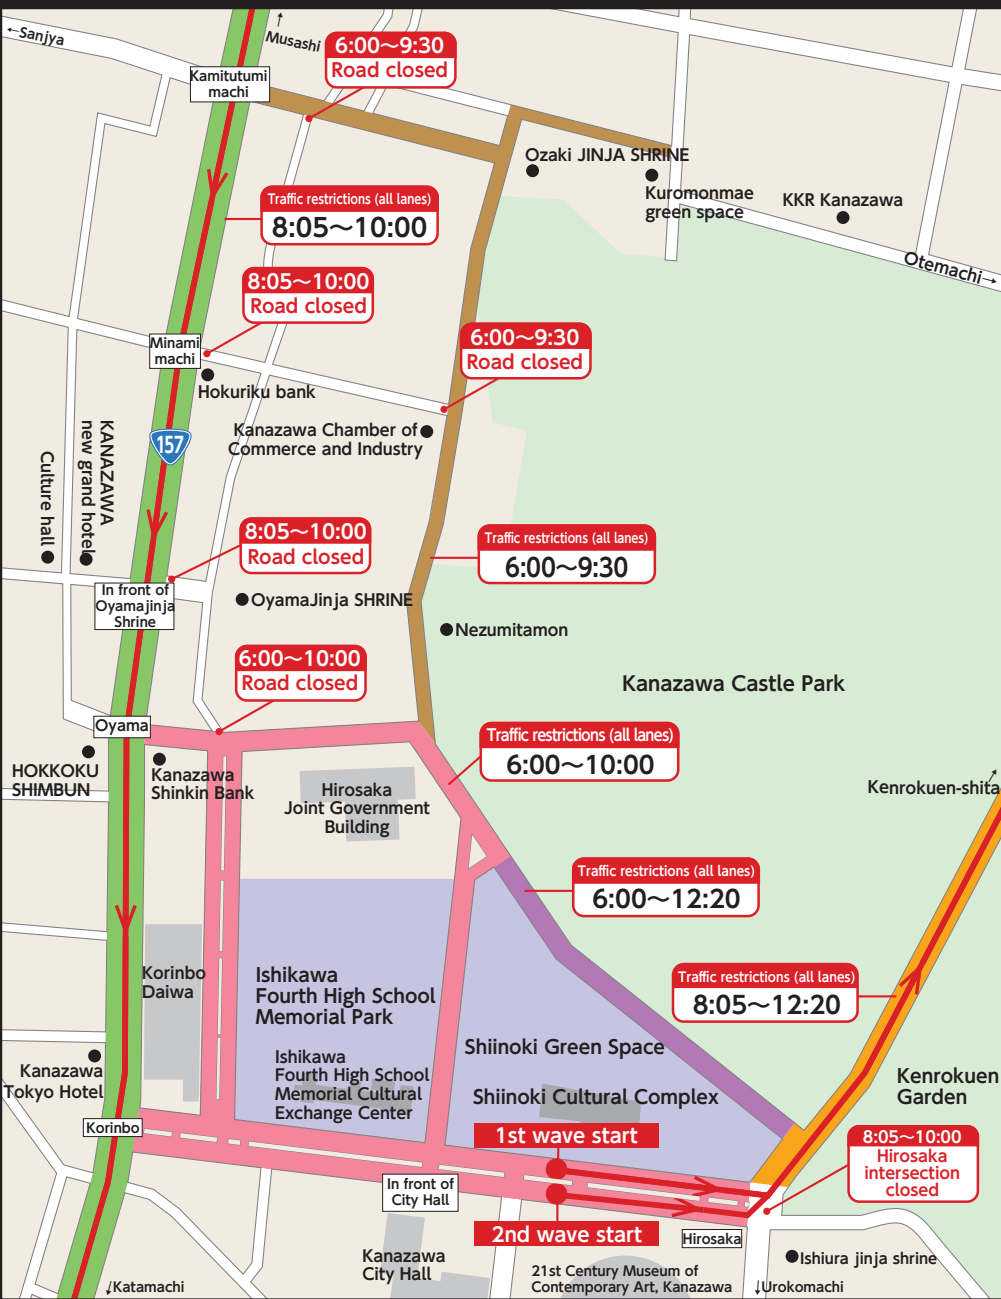 ←Sanjya
↑
Musashi
6:00～9:30
Road closed
Kamitutumi
machi
Ozaki JINJA SHRINE
Kuromonmae
green space
KKR Kanazawa
Traffic restrictions (all lanes)
8:05～10:00
Otemachi→
8:05～10:00
Road closed
6:00～9:30
Road closed
Minami
machi
Hokuriku bank
Kanazawa Chamber of
Commerce and Industry
157
KANAZAWA
new grand hotel
Culture hall
8:05～10:00
Road closed
Traffic restrictions (all lanes)
6:00～9:30
In front of
Oyamajinja
Shrine
OyamaJinja SHRINE
Nezumitamon
6:00～10:00
Road closed
Kanazawa Castle Park
Oyama
Traffic restrictions (all lanes)
6:00～10:00
HOKKOKU
SHIMBUN
Kanazawa
Shinkin Bank
Hirosaka
Joint Government
Building
↑
Kenrokuen-shita
Traffic restrictions (all lanes)
6:00～12:20
Korinbo
Daiwa
Ishikawa
Fourth High School
Memorial Park
Traffic restrictions (all lanes)
8:05～12:20
Shiinoki Green Space
Kanazawa
Tokyo Hotel
Ishikawa
Fourth High School
Memorial Cultural
Exchange Center
Shiinoki Cultural Complex
Kenrokuen
Garden
Korinbo
1st wave start
8:05～10:00
Hirosaka
intersection
closed
In front of
City Hall
2nd wave start
Hirosaka
Kanazawa
City Hall
21st Century Museum of
Contemporary Art, Kanazawa
Ishiura jinja shrine
↓Katamachi
↓Urokomachi